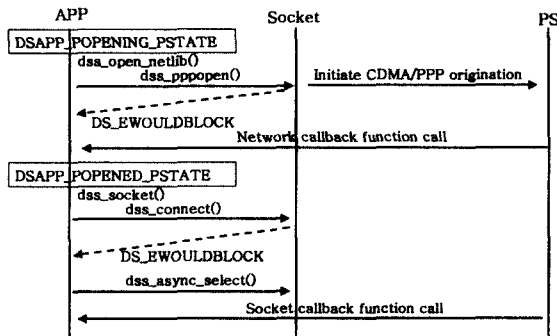 APP Socket PS
DSAPP_POPENING_PSTATE
dss_open_netlib()
dss_pppopen()
Initiate CDMA/PPP origination
DS_EWOULDBLOCK
Network callback function call
DSAPP_POPENED_PSTATE
dss_socket()
dss_connect()
DS_EWOULDBLOCK
dss_async_select()
Socket callback function call